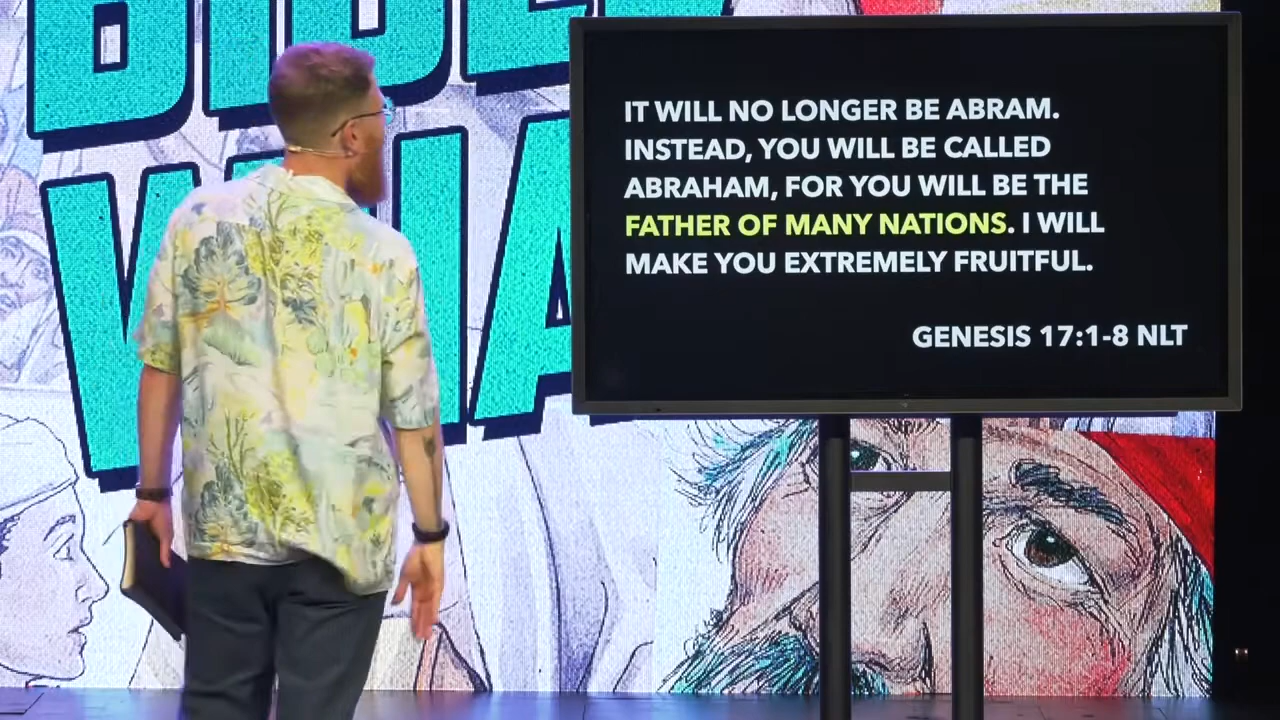 IT WILL NO LONGER BE ABRAM.
INSTEAD, YOU WILL BE CALLED
ABRAHAM, FOR YOU WILL BE THE
FATHER OF MANY NATIONS. I WILL
MAKE YOU EXTREMELY FRUITFUL.
GENESIS 17:1-8 NLT